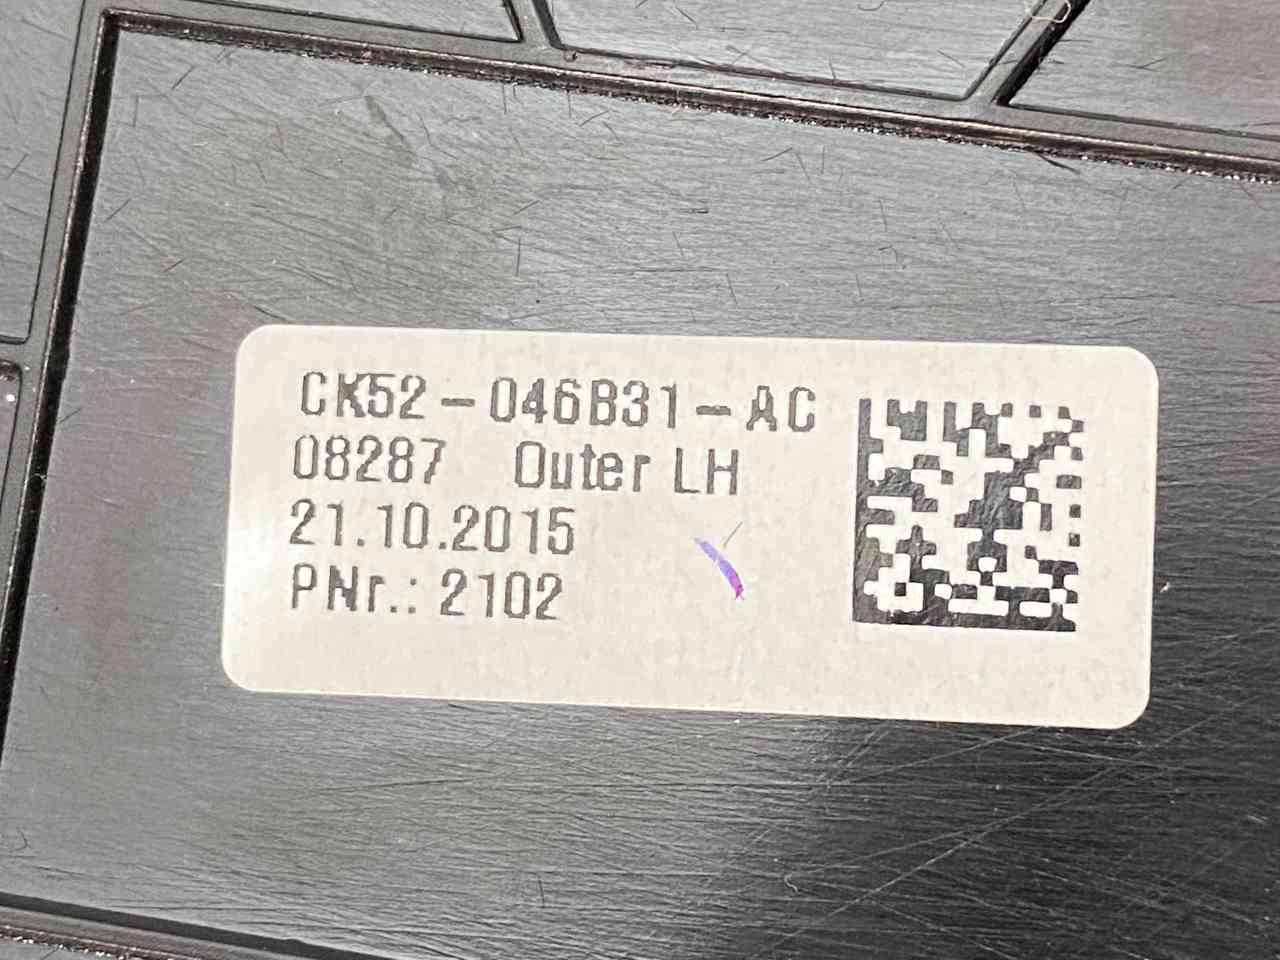 CK52-046B31-AC
08287 Outer LH
21.10.2015
PNr.: 2102